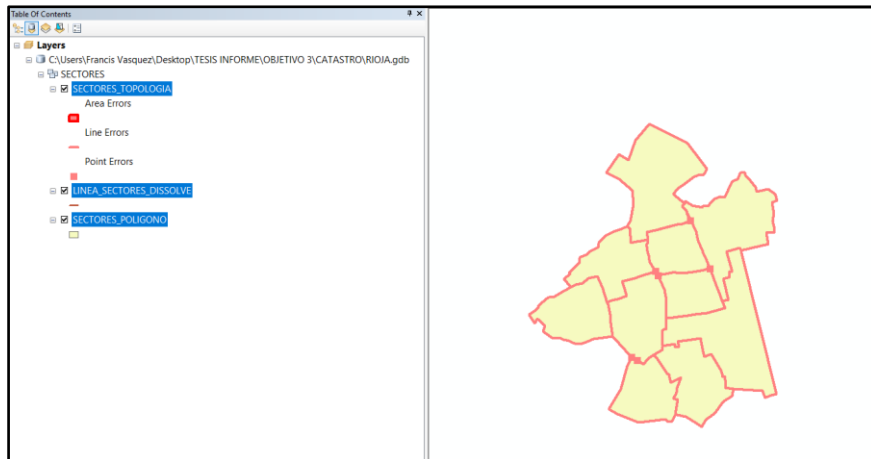 Table Of Contents
Layers
C:\Users\Francis Vasquez\Desktop\TESIS INFORME\OBJETIVO 3\CATASTRO\RIOJA.gdb
SECTORES
SECTORES_TOPOLOGIA
Area Errors
Line Errors
Point Errors
LINEA_SECTORES_DISSOLVE
SECTORES_POLIGONO